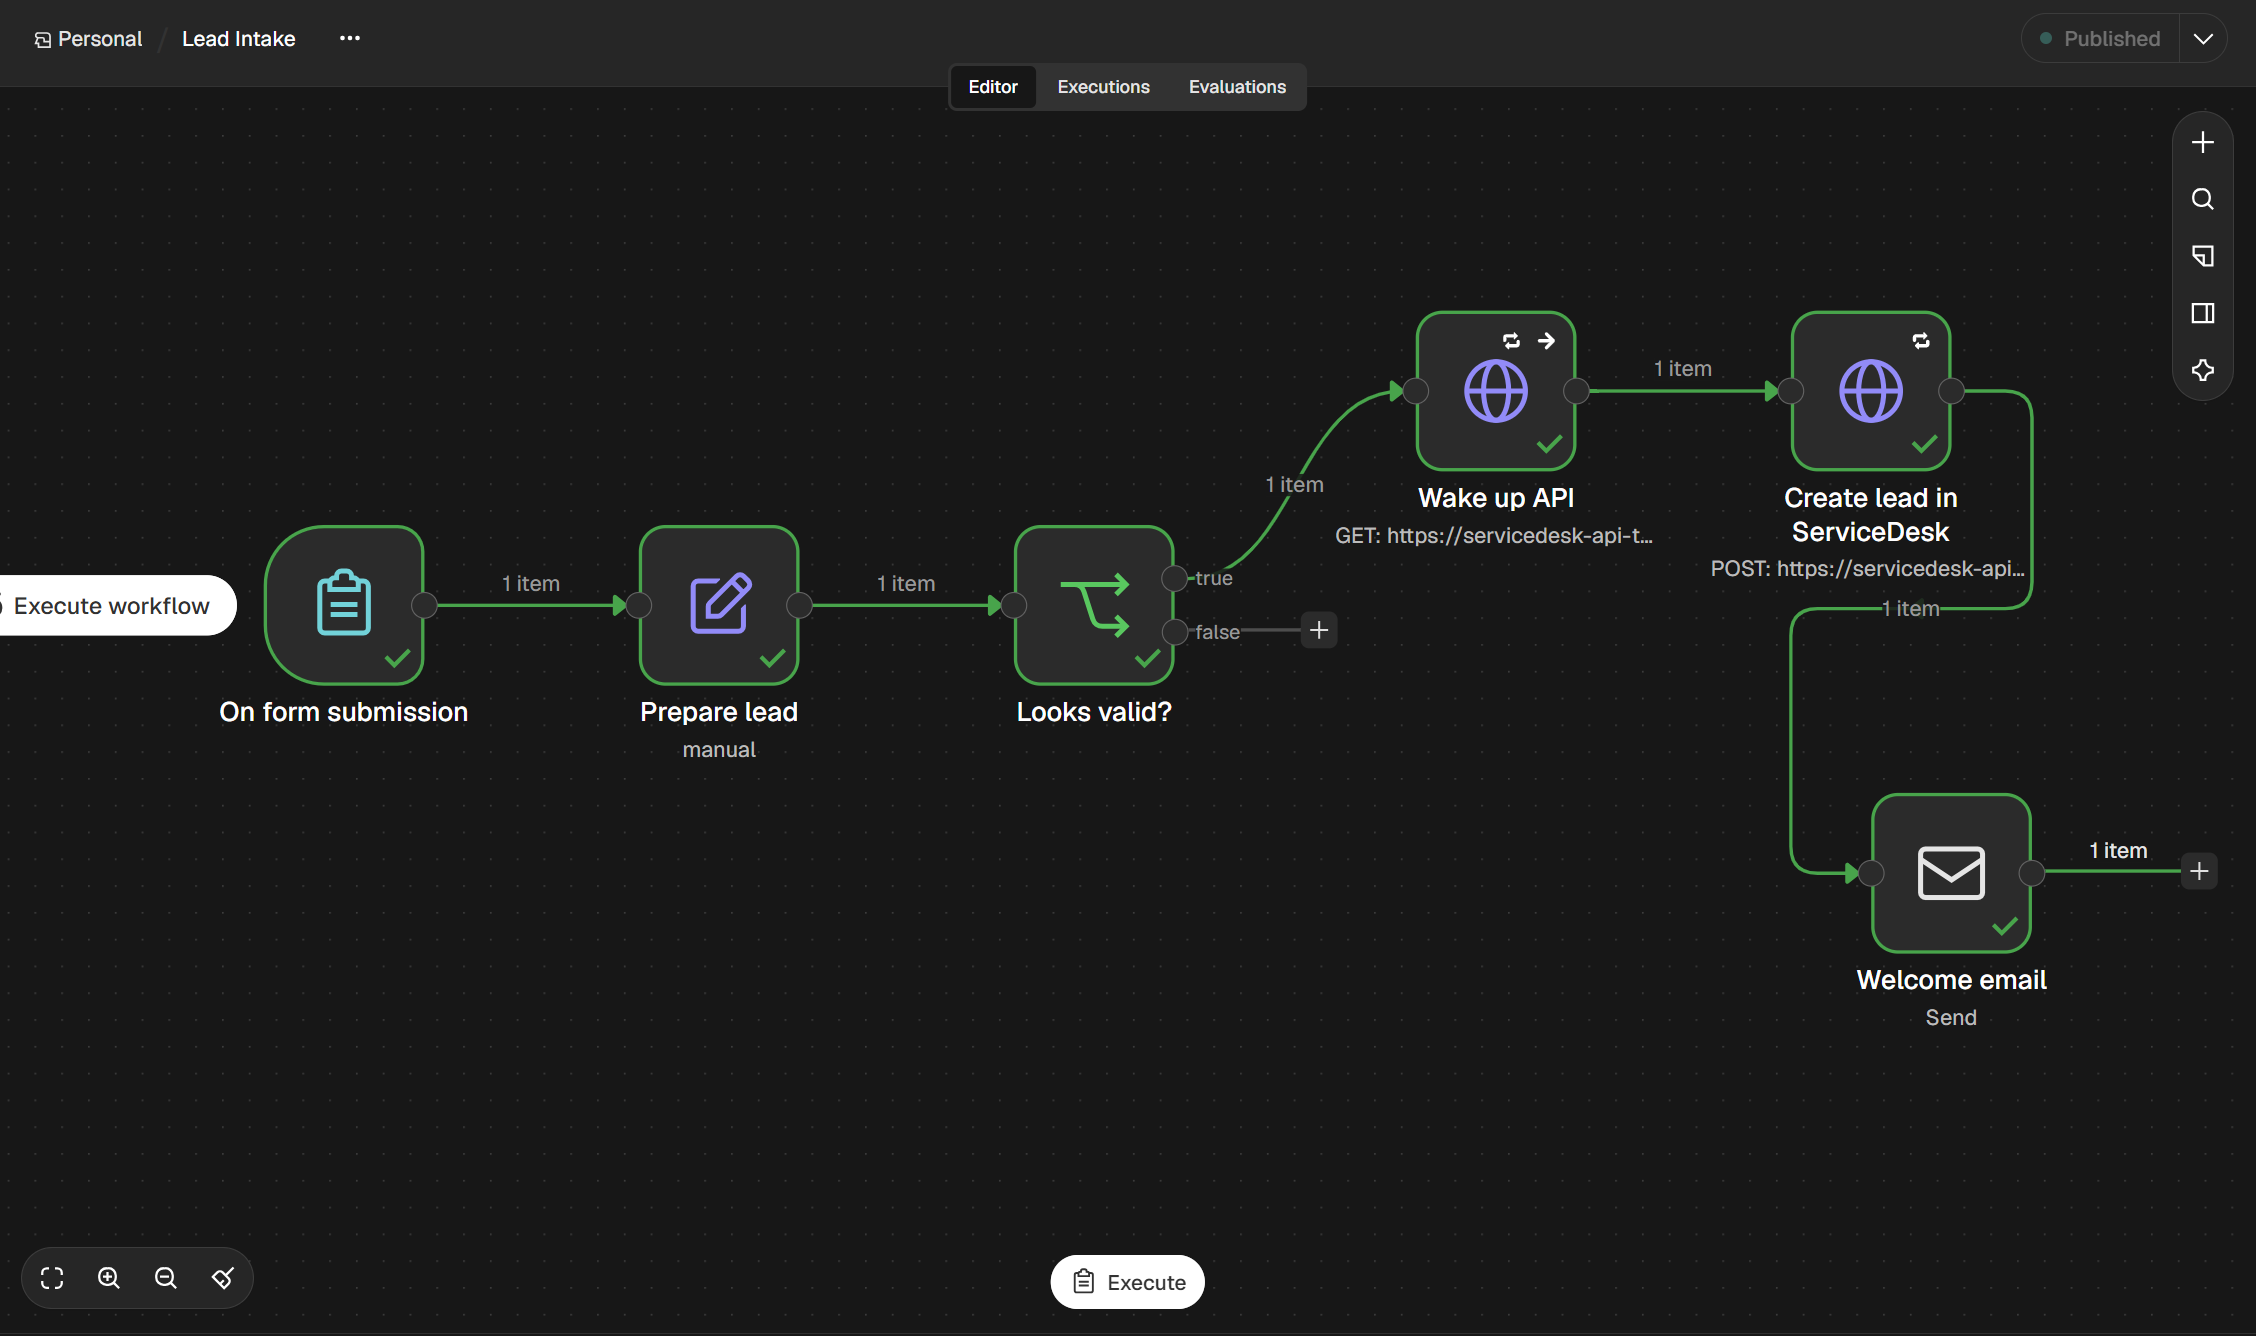 Personal / Lead Intake ...
Published
Editor Executions Evaluations
1 item
Wake up API
GET: https://servicedesk-api-t...
Create lead in
ServiceDesk
POST: https://servicedesk-api...
1 item
1 item
Execute workflow
1 item
1 item
true
false
On form submission
Prepare lead
manual
Looks valid?
1 item
Welcome email
Send
Execute